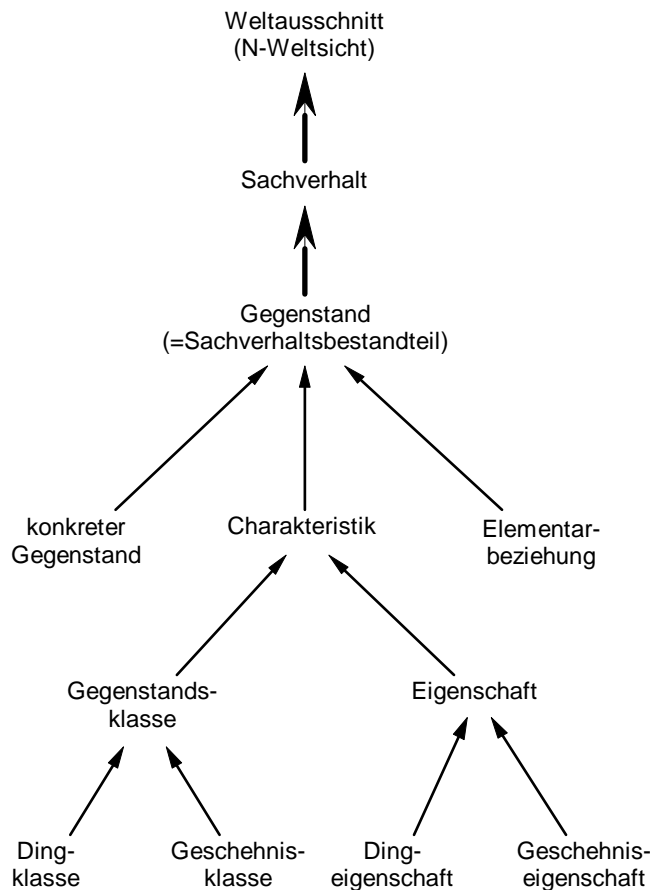 Weltausschnitt
(N-Weltsicht)
Sachverhalt
Gegenstand
(=Sachverhaltsbestandteil)
konkreter
Gegenstand
Charakteristik
Elementar-
beziehung
Gegenstands-
klasse
Eigenschaft
Ding-
klasse
Geschehnis-
klasse
Ding-
eigenschaft
Geschehnis-
eigenschaft